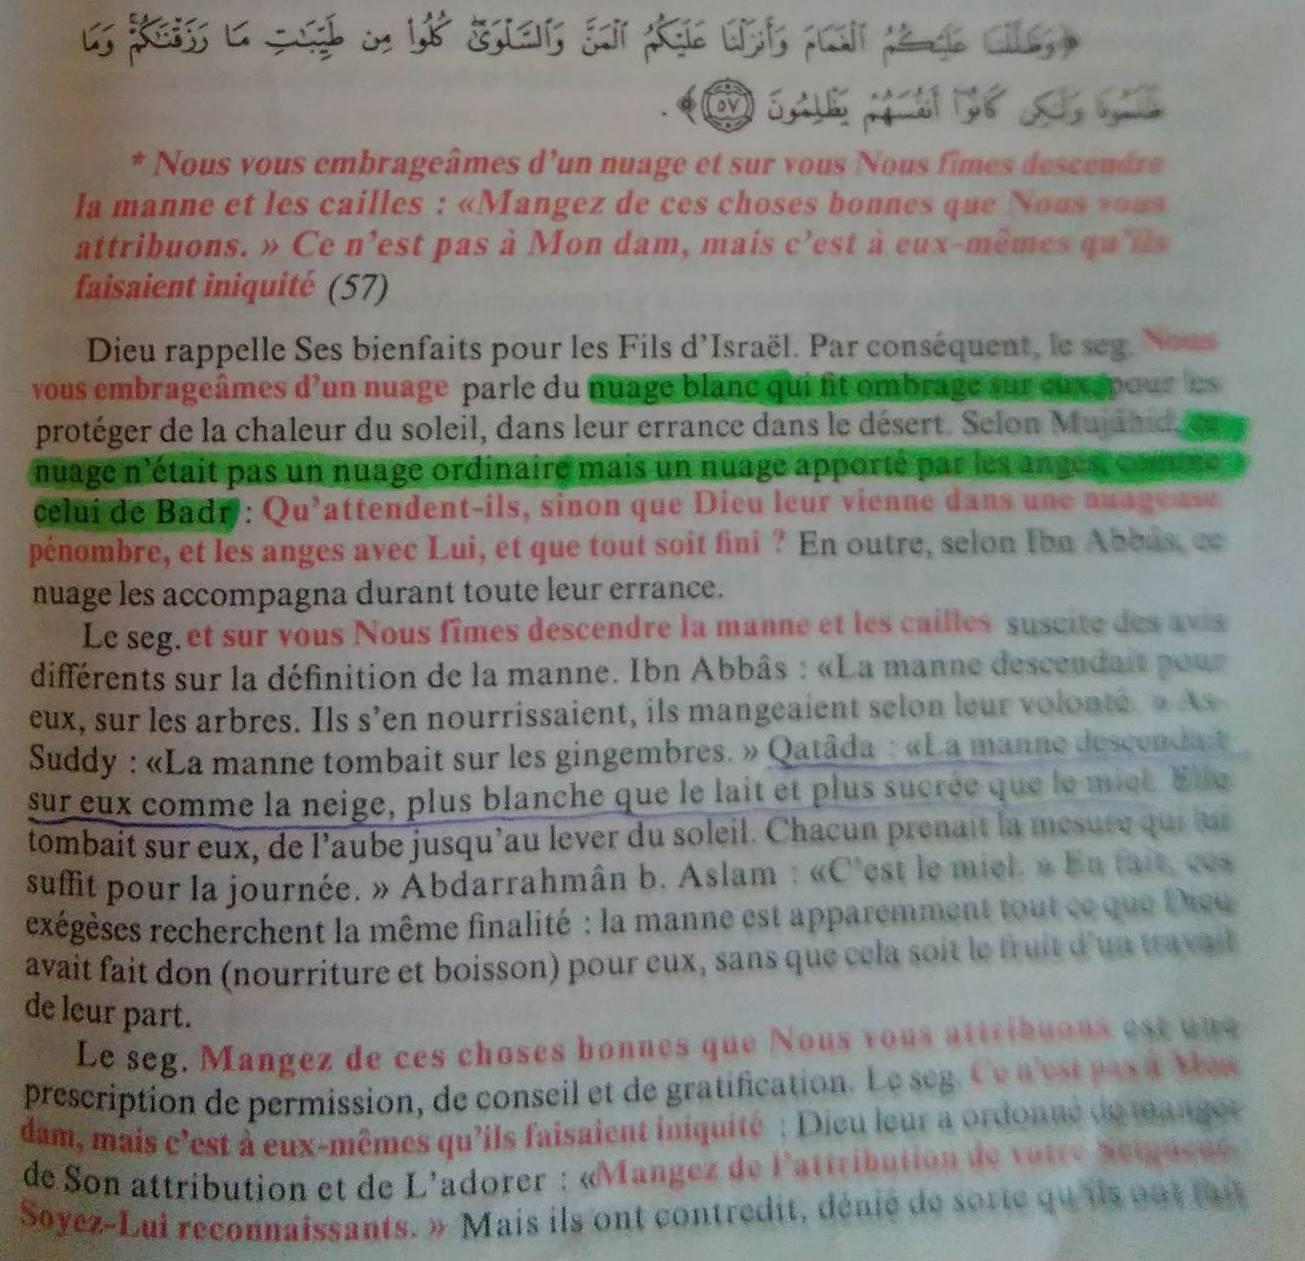 ﴿وَظَلَّلْنَا عَلَيْكُمُ ٱلْغَمَامَ وَأَنزَلْنَا عَلَيْكُمُ ٱلْمَنَّ وَٱلسَّلْوَىٰ كُلُوا۟ مِن طَيِّبَٰتِ مَا رَزَقْنَٰكُمْ وَمَا
ظَلَمُونَا وَلَٰكِن كَانُوٓا۟ أَنفُسَهُمْ يَظْلِمُونَ ٥٧﴾.
* Nous vous embrageâmes d’un nuage et sur vous Nous fîmes descendre
la manne et les cailles : «Mangez de ces choses bonnes que Nous vous
attribuons. » Ce n’est pas à Mon dam, mais c’est à eux-mêmes qu’ils
faisaient iniquité (57)
Dieu rappelle Ses bienfaits pour les Fils d’Israël. Par conséquent, le seg. Nous
vous embrageâmes d’un nuage parle du nuage blanc qui fit ombrage sur eux, pour les
protéger de la chaleur du soleil, dans leur errance dans le désert. Selon Mujâhid, ce
nuage n’était pas un nuage ordinaire mais un nuage apporté par les anges, comme
celui de Badr : Qu’attendent-ils, sinon que Dieu leur vienne dans une nuageuse
pénombre, et les anges avec Lui, et que tout soit fini ? En outre, selon Ibn Abbâs, ce
nuage les accompagna durant toute leur errance.
Le seg. et sur vous Nous fîmes descendre la manne et les cailles suscite des avis
différents sur la définition de la manne. Ibn Abbâs : «La manne descendait pour
eux, sur les arbres. Ils s’en nourrissaient, ils mangeaient selon leur volonté. » As-
Suddy : «La manne tombait sur les gingembres. » Qatâda : «La manne descendait
sur eux comme la neige, plus blanche que le lait et plus sucrée que le miel. Elle
tombait sur eux, de l’aube jusqu’au lever du soleil. Chacun prenait la mesure qui lui
suffit pour la journée. » Abdarrahmân b. Aslam : «C’est le miel. » En fait, ces
exégèses recherchent la même finalité : la manne est apparemment tout ce que Dieu
avait fait don (nourriture et boisson) pour eux, sans que cela soit le fruit d’un travail
de leur part.
Le seg. Mangez de ces choses bonnes que Nous vous attribuons est une
prescription de permission, de conseil et de gratification. Le seg. Ce n’est pas à Mon
dam, mais c’est à eux-mêmes qu’ils faisaient iniquité : Dieu leur a ordonné de manger
de Son attribution et de L’adorer : «Mangez de l’attribution de votre Seigneur.
Soyez-Lui reconnaissants. » Mais ils ont contredit, dénié de sorte qu’ils ont fait